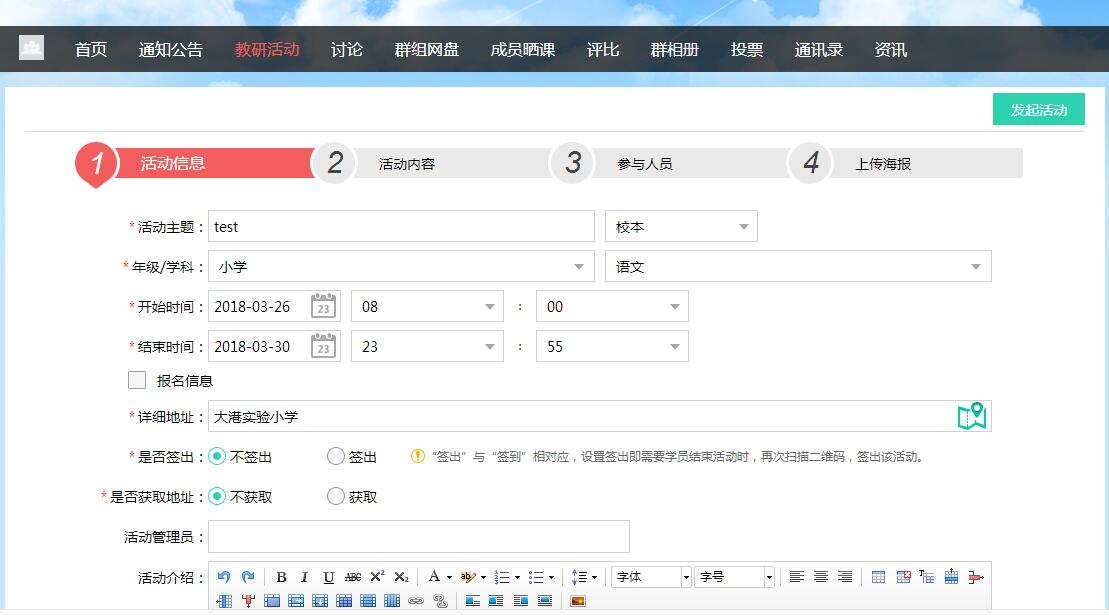 首页 通知公告 教研活动 讨论 群组网盘 成员晒课 评比 群相册 投票 通讯录 资讯
发起活动
1 活动信息 2 活动内容 3 参与人员 4 上传海报
*活动主题： test 校本
*年级/学科： 小学 语文
*开始时间： 2018-03-26 23 08 : 00
*结束时间： 2018-03-30 23 23 : 55
报名信息
*详细地址： 大港实验小学
*是否签出： 不签出 签出 “签出”与“签到”相对应，设置签出即需要学员结束活动时，再次扫描二维码，签出该活动。
*是否获取地址： 不获取 获取
活动管理员：
活动介绍： B I U ABC X² X₂ A ab 字体 字号